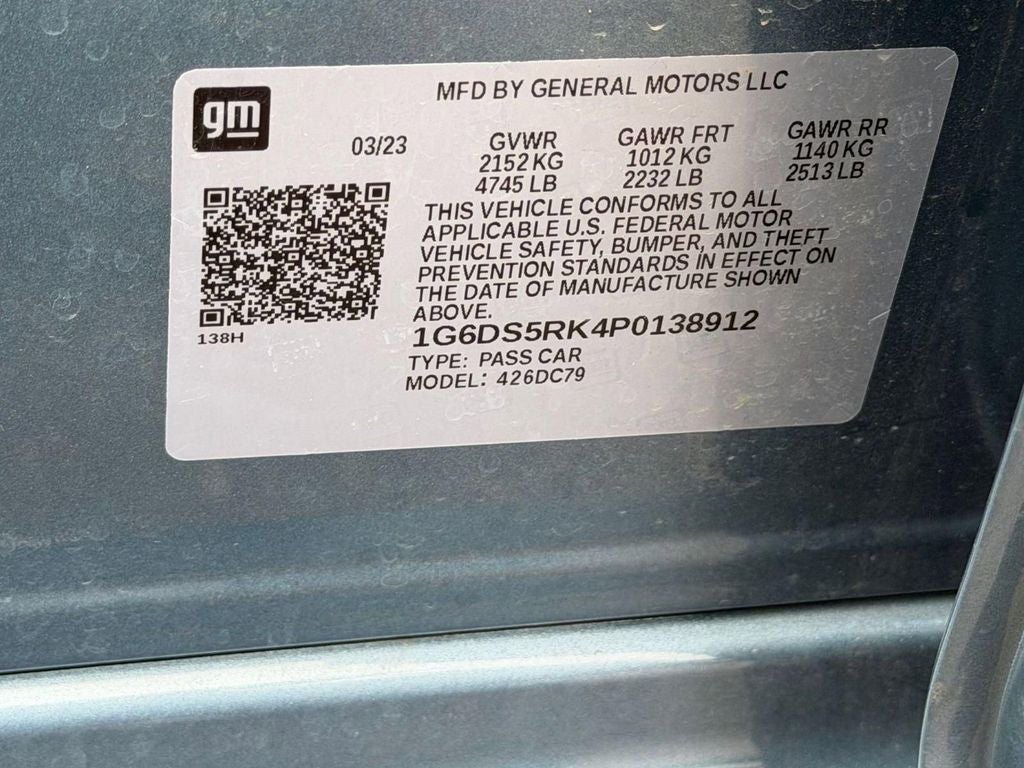 gm
MFD BY GENERAL MOTORS LLC
03/23 GVWR GAWR FRT GAWR RR
2152 KG 1012 KG 1140 KG
4745 LB 2232 LB 2513 LB
THIS VEHICLE CONFORMS TO ALL
APPLICABLE U.S. FEDERAL MOTOR
VEHICLE SAFETY, BUMPER, AND THEFT
PREVENTION STANDARDS IN EFFECT ON
THE DATE OF MANUFACTURE SHOWN
ABOVE.
138H
1G6DS5RK4P0138912
TYPE: PASS CAR
MODEL: 426DC79